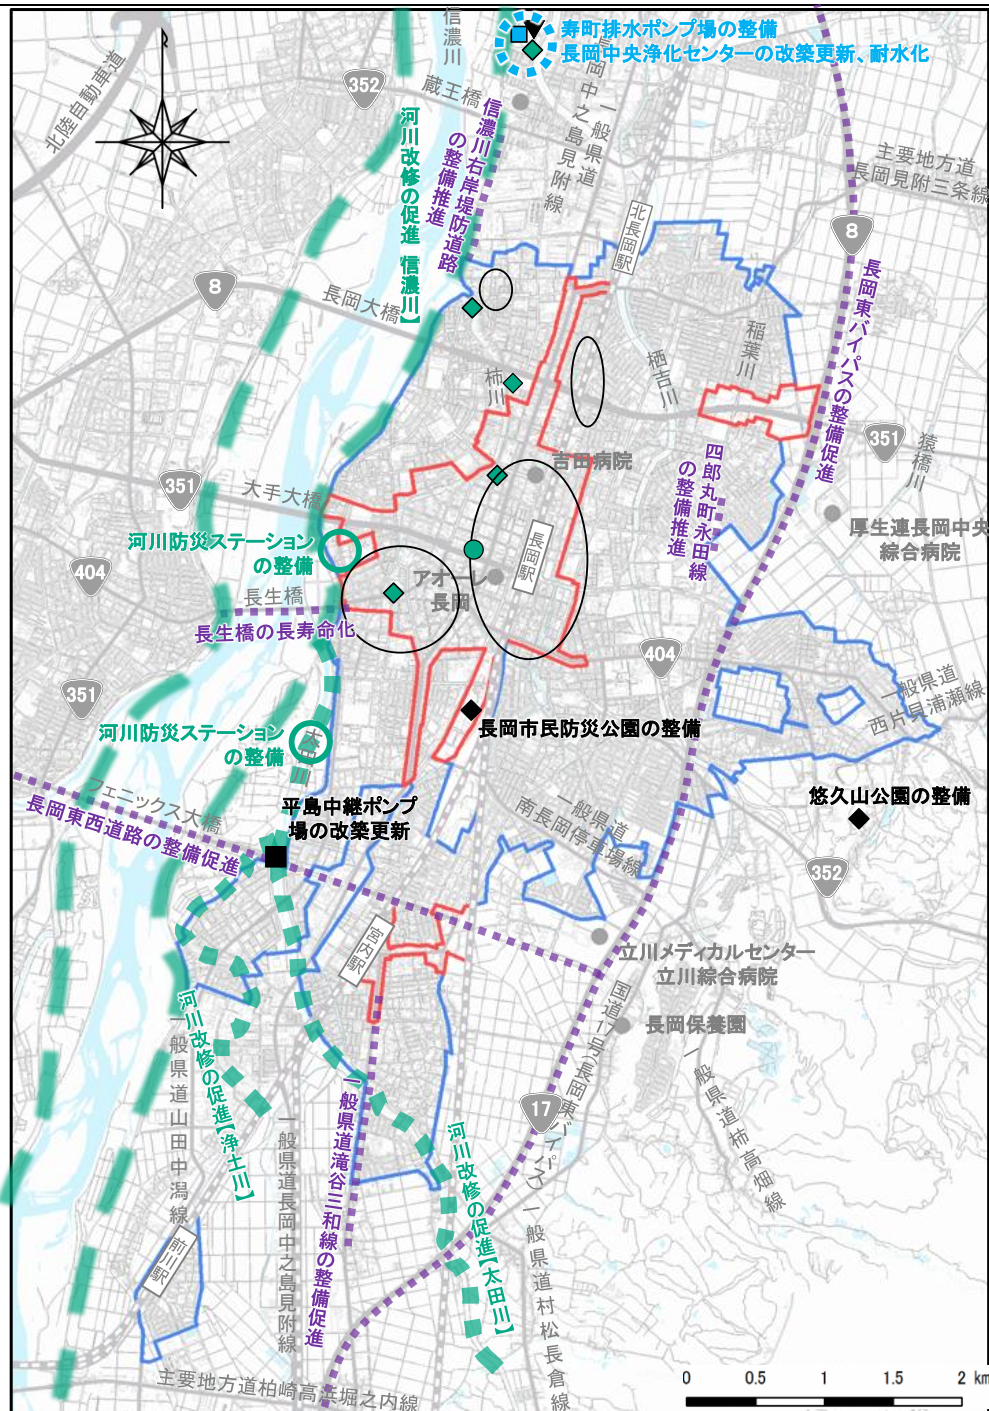 信濃川
寿町排水ポンプ場の整備
長岡中央浄化センターの改築更新、耐水化
北陸自動車道
352
蔵王橋
一般県道
長岡中之島見附線
主要地方道
長岡見附三条線
河川改修の促進 信濃川】
信濃川右岸堤防道路
の整備推進
北長岡駅
8
8
長岡大橋
長岡東バイパスの整備促進
稲葉川
栖吉川
柿川
351
351
猿橋川
吉田病院
四郎丸町永田線
の整備推進
大手大橋
厚生連長岡中央
綜合病院
河川防災ステーション
の整備
長岡駅
アオーレ
長岡
404
長生橋
長生橋の長寿命化
404
351
一般県道
西片貝浦瀬線
長岡市民防災公園の整備
河川防災ステーション
の整備
太田川
フェニックス大橋
長岡東西道路の整備促進
平島中継ポンプ
場の改築更新
一般県道
南長岡停車場線
悠久山公園の整備
352
宮内駅
立川メディカルセンター
立川綜合病院
長岡保養園
国道17号(長岡東バイパス)
河川改修の促進【浄土川】
一般県道山田中潟線
一般県道長岡中之島見附線
一般県道滝谷三和線の整備促進
河川改修の促進【太田川】
17
一般県道柿高畑線
一般県道村松長倉線
前川駅
主要地方道柏崎高浜堀之内線
0 0.5 1 1.5 2 km